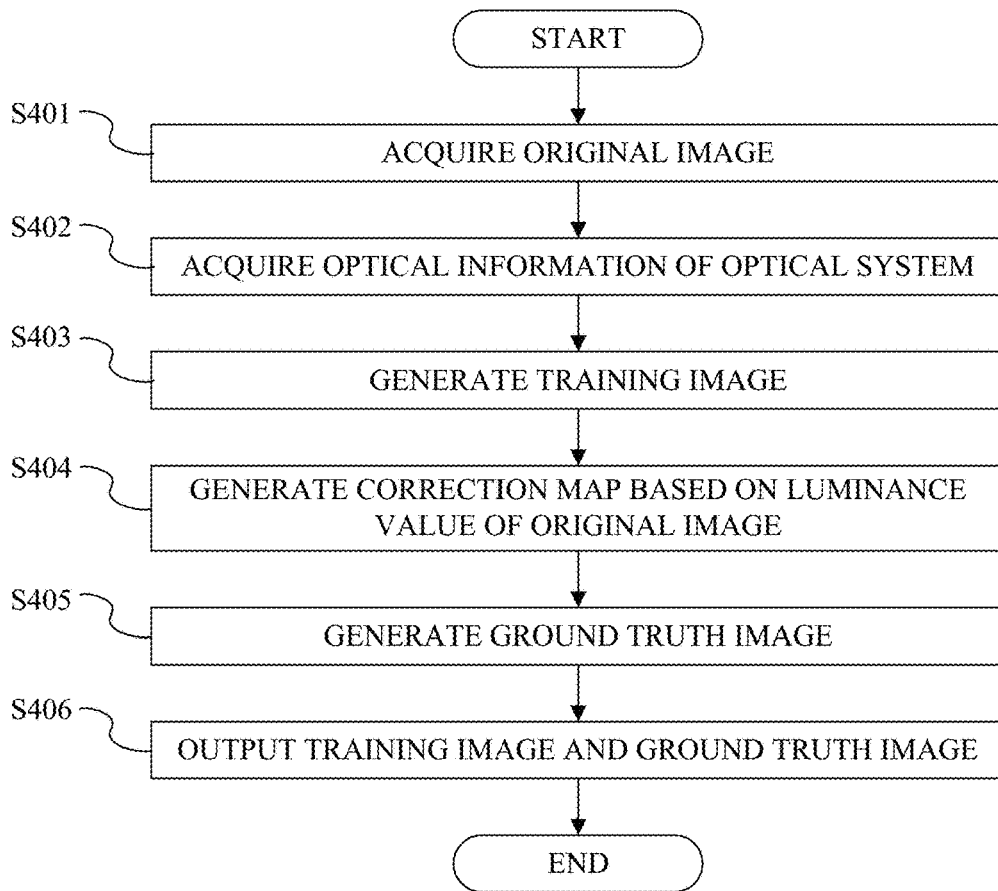 START
S401
ACQUIRE ORIGINAL IMAGE
S402
ACQUIRE OPTICAL INFORMATION OF OPTICAL SYSTEM
S403
GENERATE TRAINING IMAGE
S404
GENERATE CORRECTION MAP BASED ON LUMINANCE
VALUE OF ORIGINAL IMAGE
S405
GENERATE GROUND TRUTH IMAGE
S406
OUTPUT TRAINING IMAGE AND GROUND TRUTH IMAGE
END